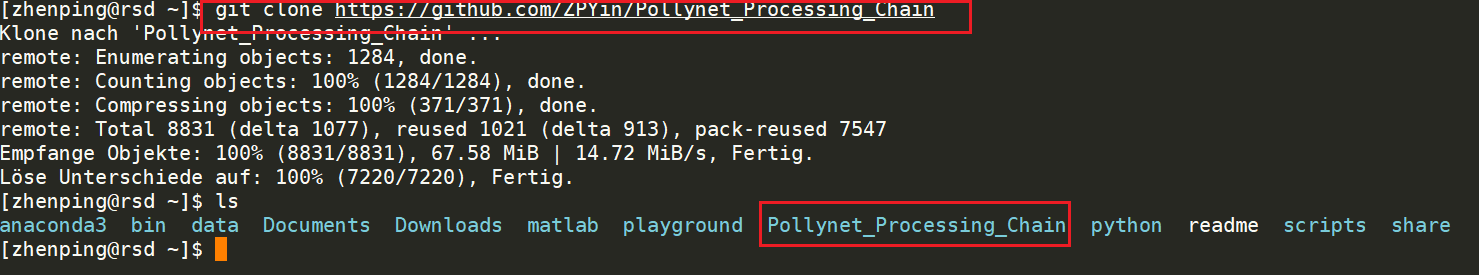 [zhenping@rsd ~]$ git clone https://github.com/ZPYin/Pollynet_Processing_Chain
Klone nach 'Pollynet_Processing_Chain' ...
remote: Enumerating objects: 1284, done.
remote: Counting objects: 100% (1284/1284), done.
remote: Compressing objects: 100% (371/371), done.
remote: Total 8831 (delta 1077), reused 1021 (delta 913), pack-reused 7547
Empfange Objekte: 100% (8831/8831), 67.58 MiB | 14.72 MiB/s, Fertig.
Löse Unterschiede auf: 100% (7220/7220), Fertig.
[zhenping@rsd ~]$ ls
anaconda3 bin data Documents Downloads matlab playground Pollynet_Processing_Chain python readme scripts share
[zhenping@rsd ~]$